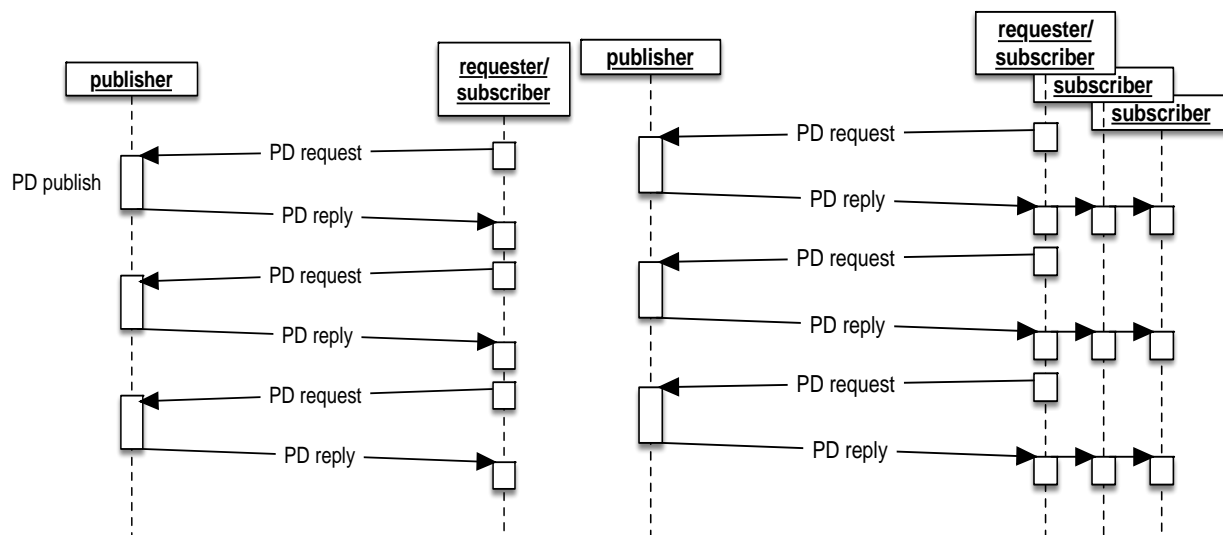 publisher
requester/
subscriber
PD request
PD publish
PD reply
PD request
PD reply
PD request
PD reply
publisher
requester/
subscriber
subscriber
subscriber
PD request
PD reply
PD request
PD reply
PD request
PD reply